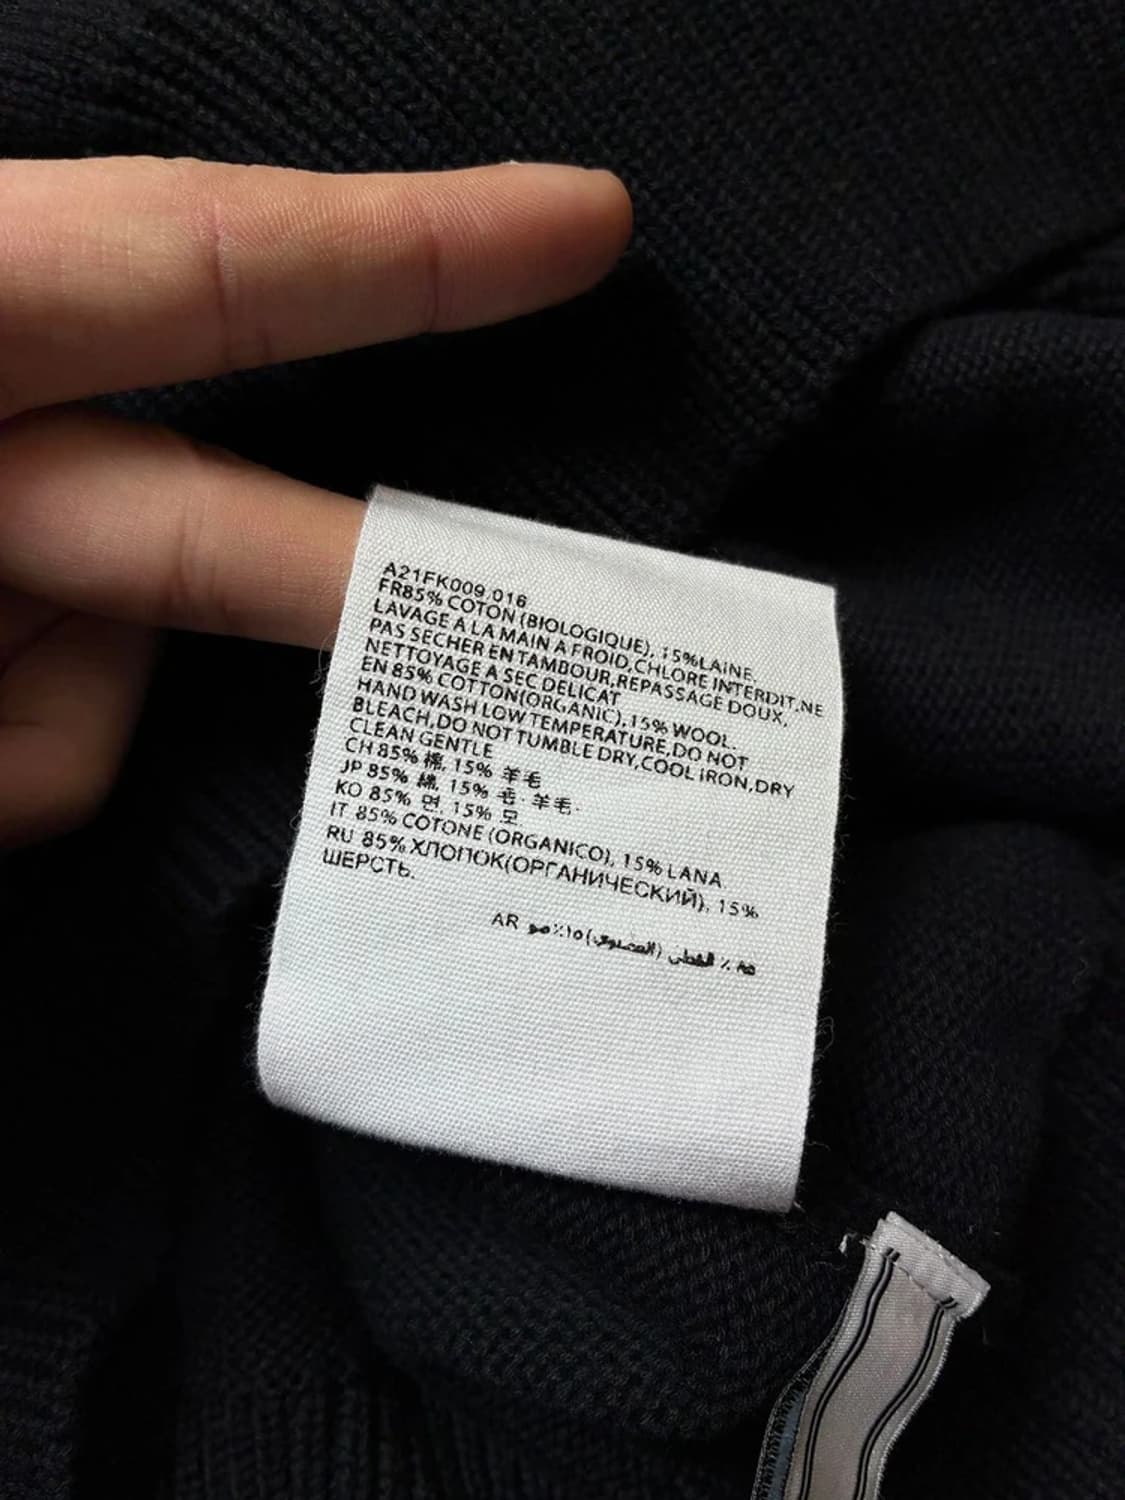 A21FK009.016
FR85% COTON (BIOLOGIQUE), 15%LAINE.
LAVAGE A LA MAIN A FROID,CHLORE INTERDIT,NE
PAS SECHER EN TAMBOUR,REPASSAGE DOUX,
NETTOYAGE A SEC DELICAT
EN 85% COTTON(ORGANIC),15% WOOL.
HAND WASH LOW TEMPERATURE,DO NOT
BLEACH,DO NOT TUMBLE DRY,COOL IRON,DRY
CLEAN GENTLE
CH 85% 棉, 15% 羊毛
JP 85% 綿, 15% 毛·羊毛·
KO 85% 면, 15% 모
IT 85% COTONE (ORGANICO), 15% LANA.
RU 85% ХЛОПОК(ОРГАНИЧЕСКИЙ), 15%
ШЕРСТЬ.
AR